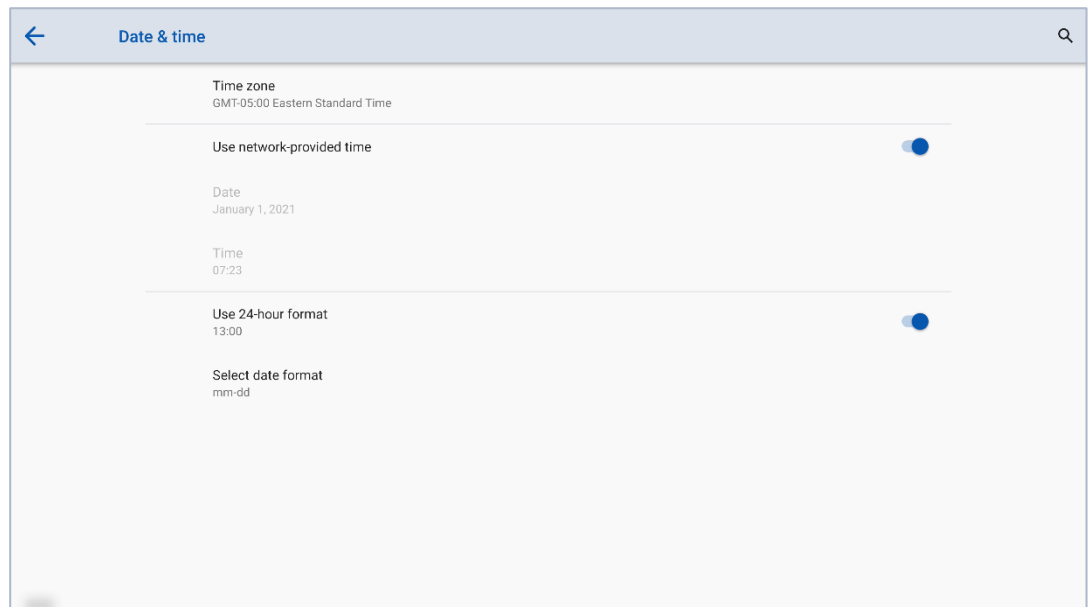 Date & time
Time zone
GMT-05:00 Eastern Standard Time
Use network-provided time
Date
January 1, 2021
Time
07:23
Use 24-hour format
13:00
Select date format
mm-dd